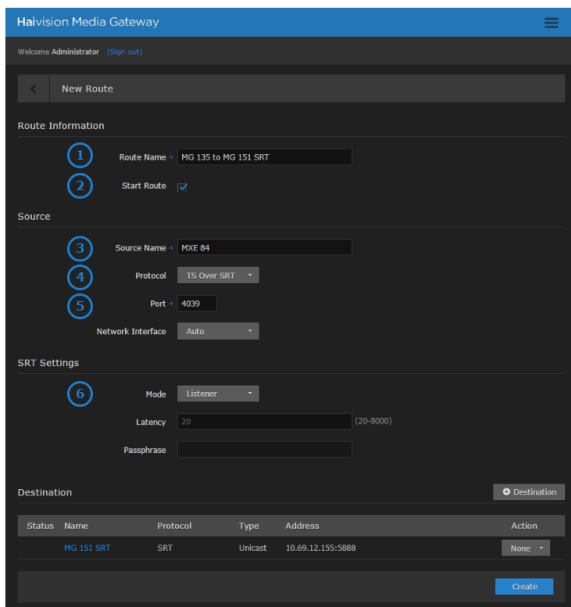 Haivision Media Gateway
Welcome Administrator (Sign out)
New Route
Route Information
1 Route Name * MG 135 to MG 151 SRT
2 Start Route
Source
3 Source Name * MXE 84
4 Protocol TS Over SRT
5 Port * 4039
Network Interface Auto
SRT Settings
6 Mode Listener
Latency 20 (20-8000)
Passphrase
Destination Destination
Status Name Protocol Type Address Action
MG 151 SRT SRT Unicast 10.69.12.155:5888 None
Create